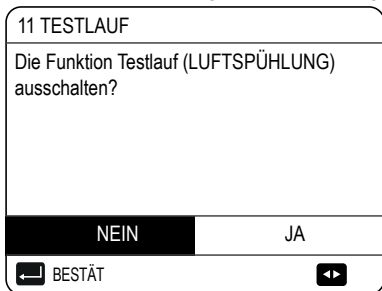 11 TESTLAUF
Die Funktion Testlauf (LUFTSPÜHLUNG)
ausschalten?
NEIN JA
BESTÄT